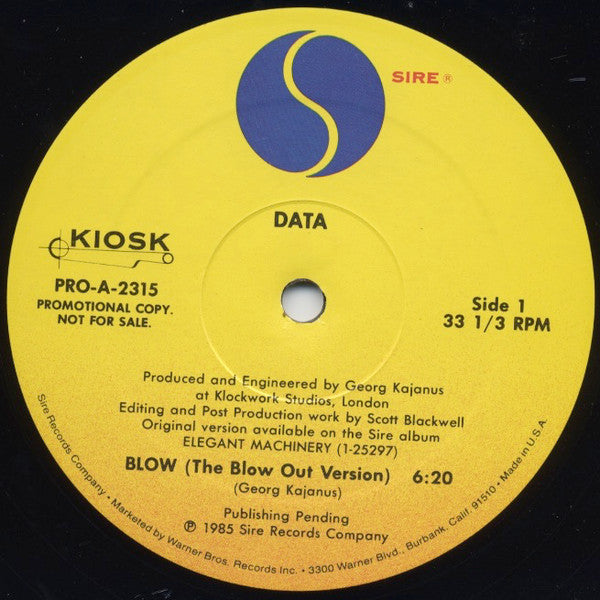 SIRE®
DATA
KIOSK
PRO-A-2315
PROMOTIONAL COPY.
NOT FOR SALE.
Side 1
33 1/3 RPM
Produced and Engineered by Georg Kajanus
at Klockwork Studios, London
Editing and Post Production work by Scott Blackwell
Original version available on the Sire album
ELEGANT MACHINERY (1-25297)
BLOW (The Blow Out Version) 6:20
(Georg Kajanus)
Publishing Pending
℗ 1985 Sire Records Company
Sire Records Company • Marketed by Warner Bros. Records Inc. • 3300 Warner Blvd., Burbank, Calif. 91510 • Made in U.S.A.